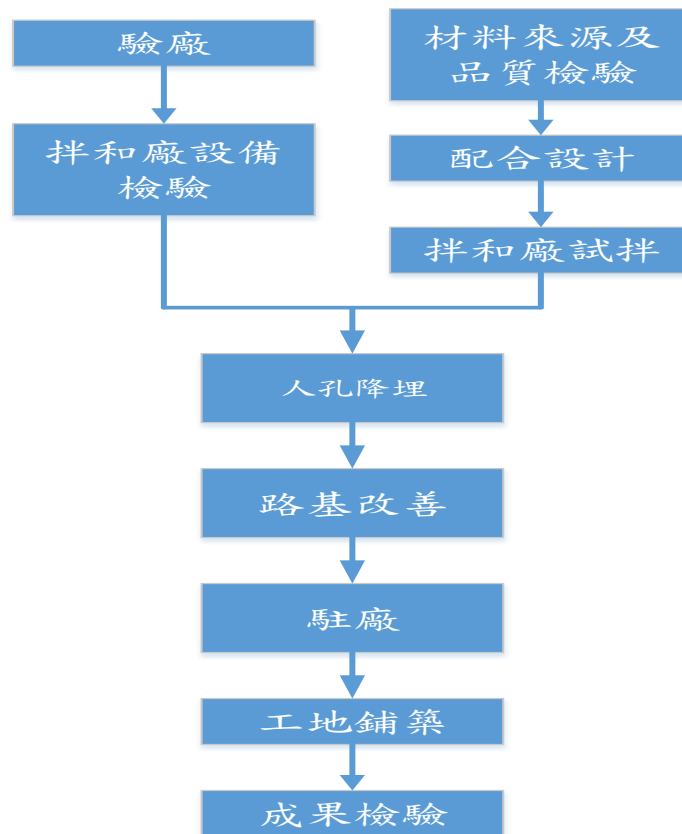 驗廠
材料來源及
品質檢驗
拌和廠設備
檢驗
配合設計
拌和廠試拌
人孔降埋
路基改善
駐廠
工地鋪築
成果檢驗